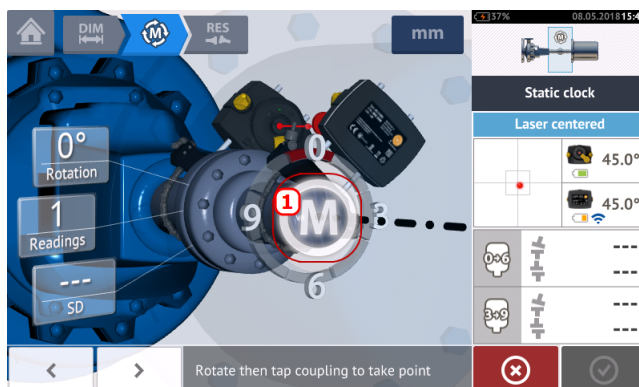 DIM
M
RES
mm
37%
08.05.2018
Static clock
Laser centered
45.0°
45.0°
0
9
3
6
M
1
0°
Rotation
1
Readings
---
SD
0➔6
---
---
3➔9
---
---
Rotate then tap coupling to take point